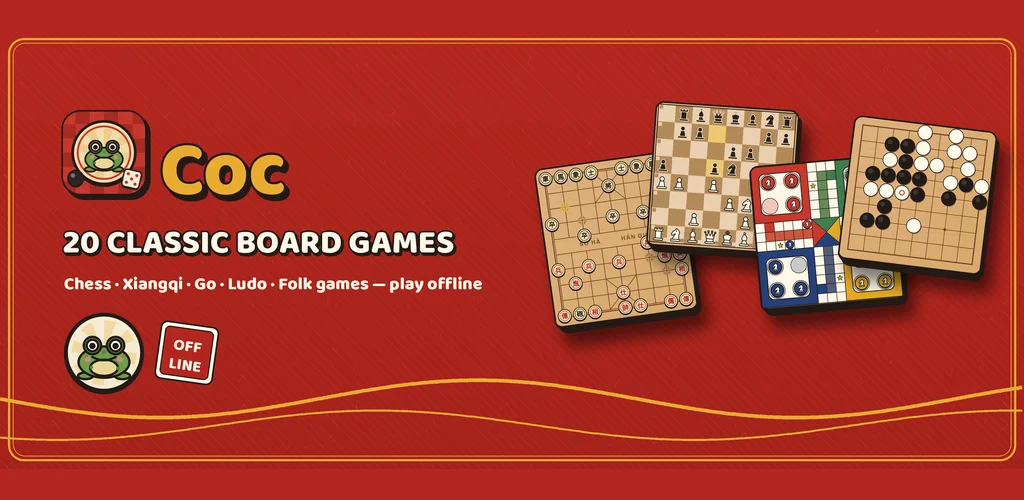 Coc
20 CLASSIC BOARD GAMES
Chess · Xiangqi · Go · Ludo · Folk games — play offline
OFF
LINE